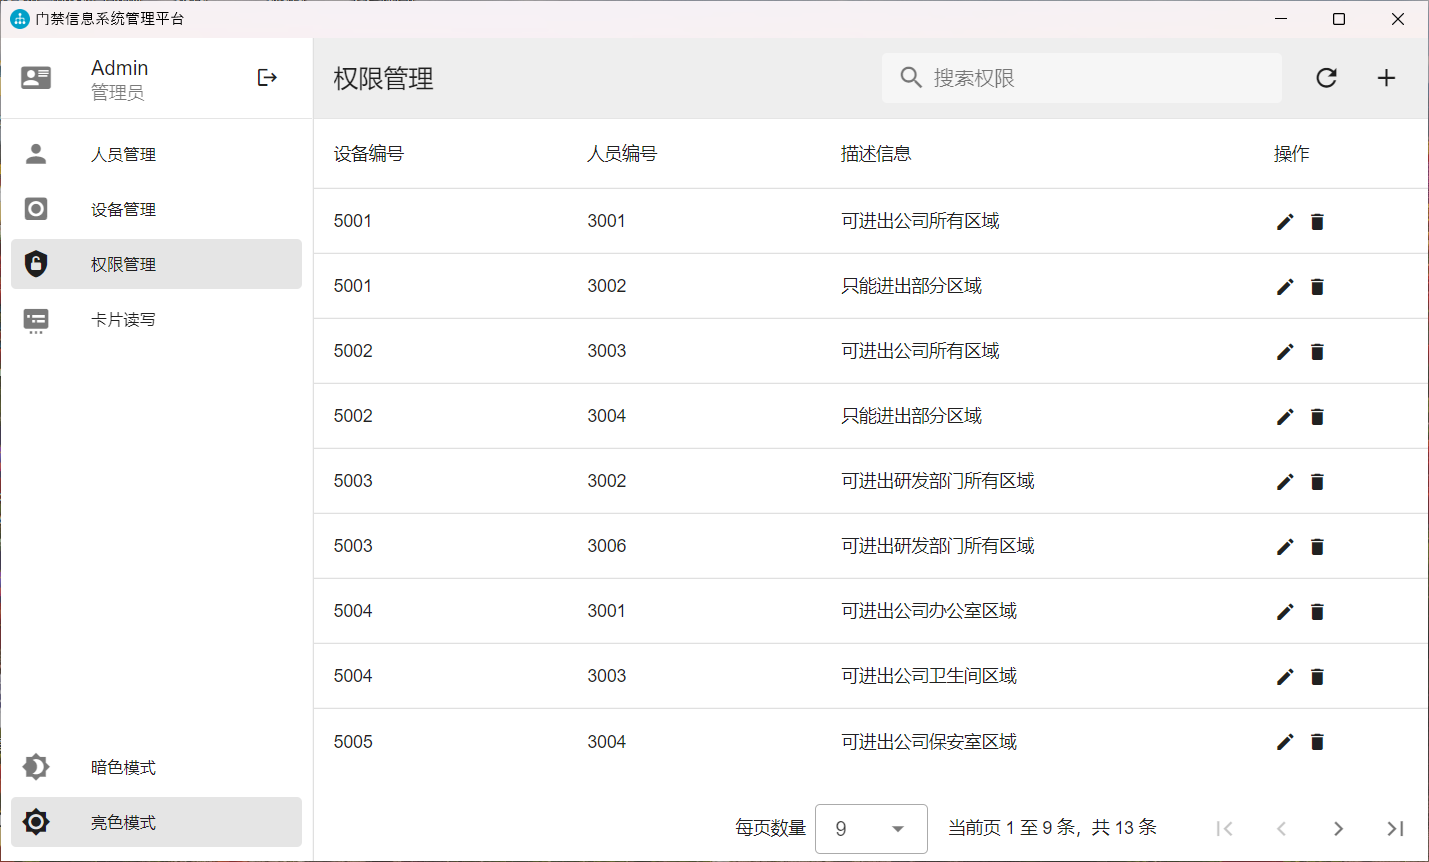 门禁信息系统管理平台
Admin
管理员
人员管理
设备管理
权限管理
卡片读写
暗色模式
亮色模式
权限管理
搜索权限
设备编号 人员编号 描述信息 操作
5001 3001 可进出公司所有区域
5001 3002 只能进出部分区域
5002 3003 可进出公司所有区域
5002 3004 只能进出部分区域
5003 3002 可进出研发部门所有区域
5003 3006 可进出研发部门所有区域
5004 3001 可进出公司办公室区域
5004 3003 可进出公司卫生间区域
5005 3004 可进出公司保安室区域
每页数量 9 当前页 1 至 9 条，共 13 条